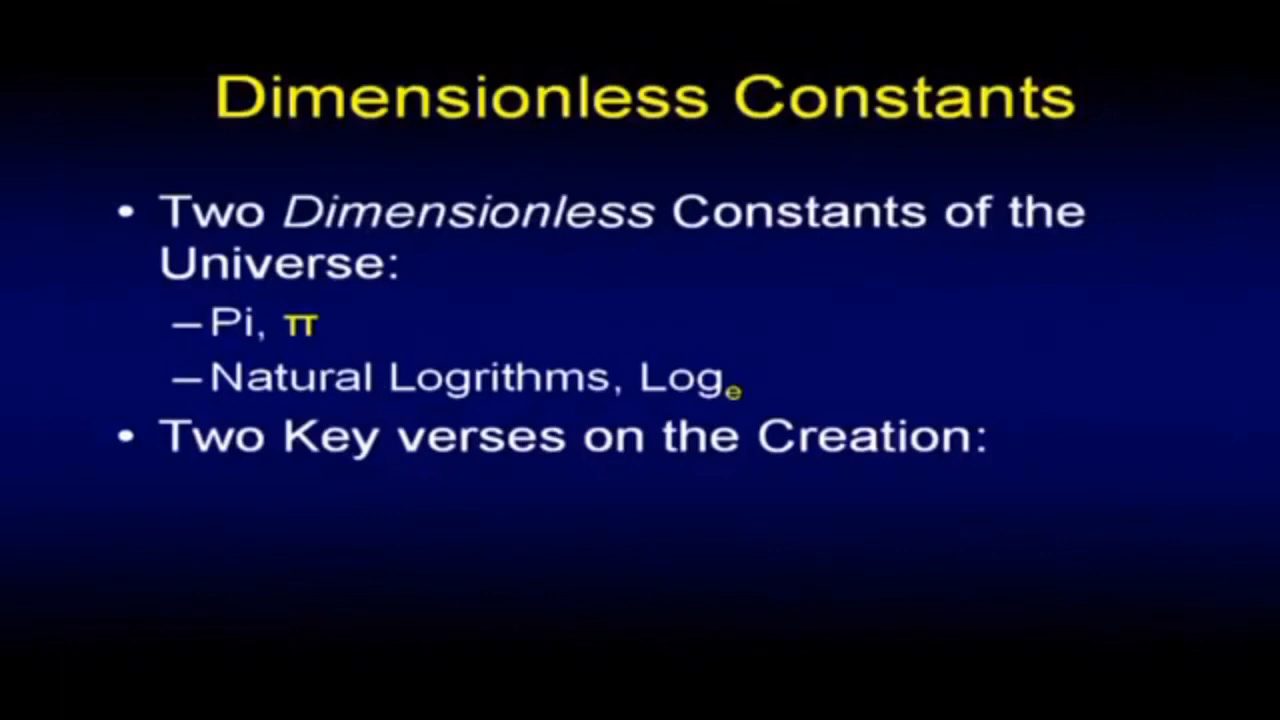 Dimensionless Constants
• Two Dimensionless Constants of the
Universe:
– Pi, π
– Natural Logrithms, Logₑ
• Two Key verses on the Creation: